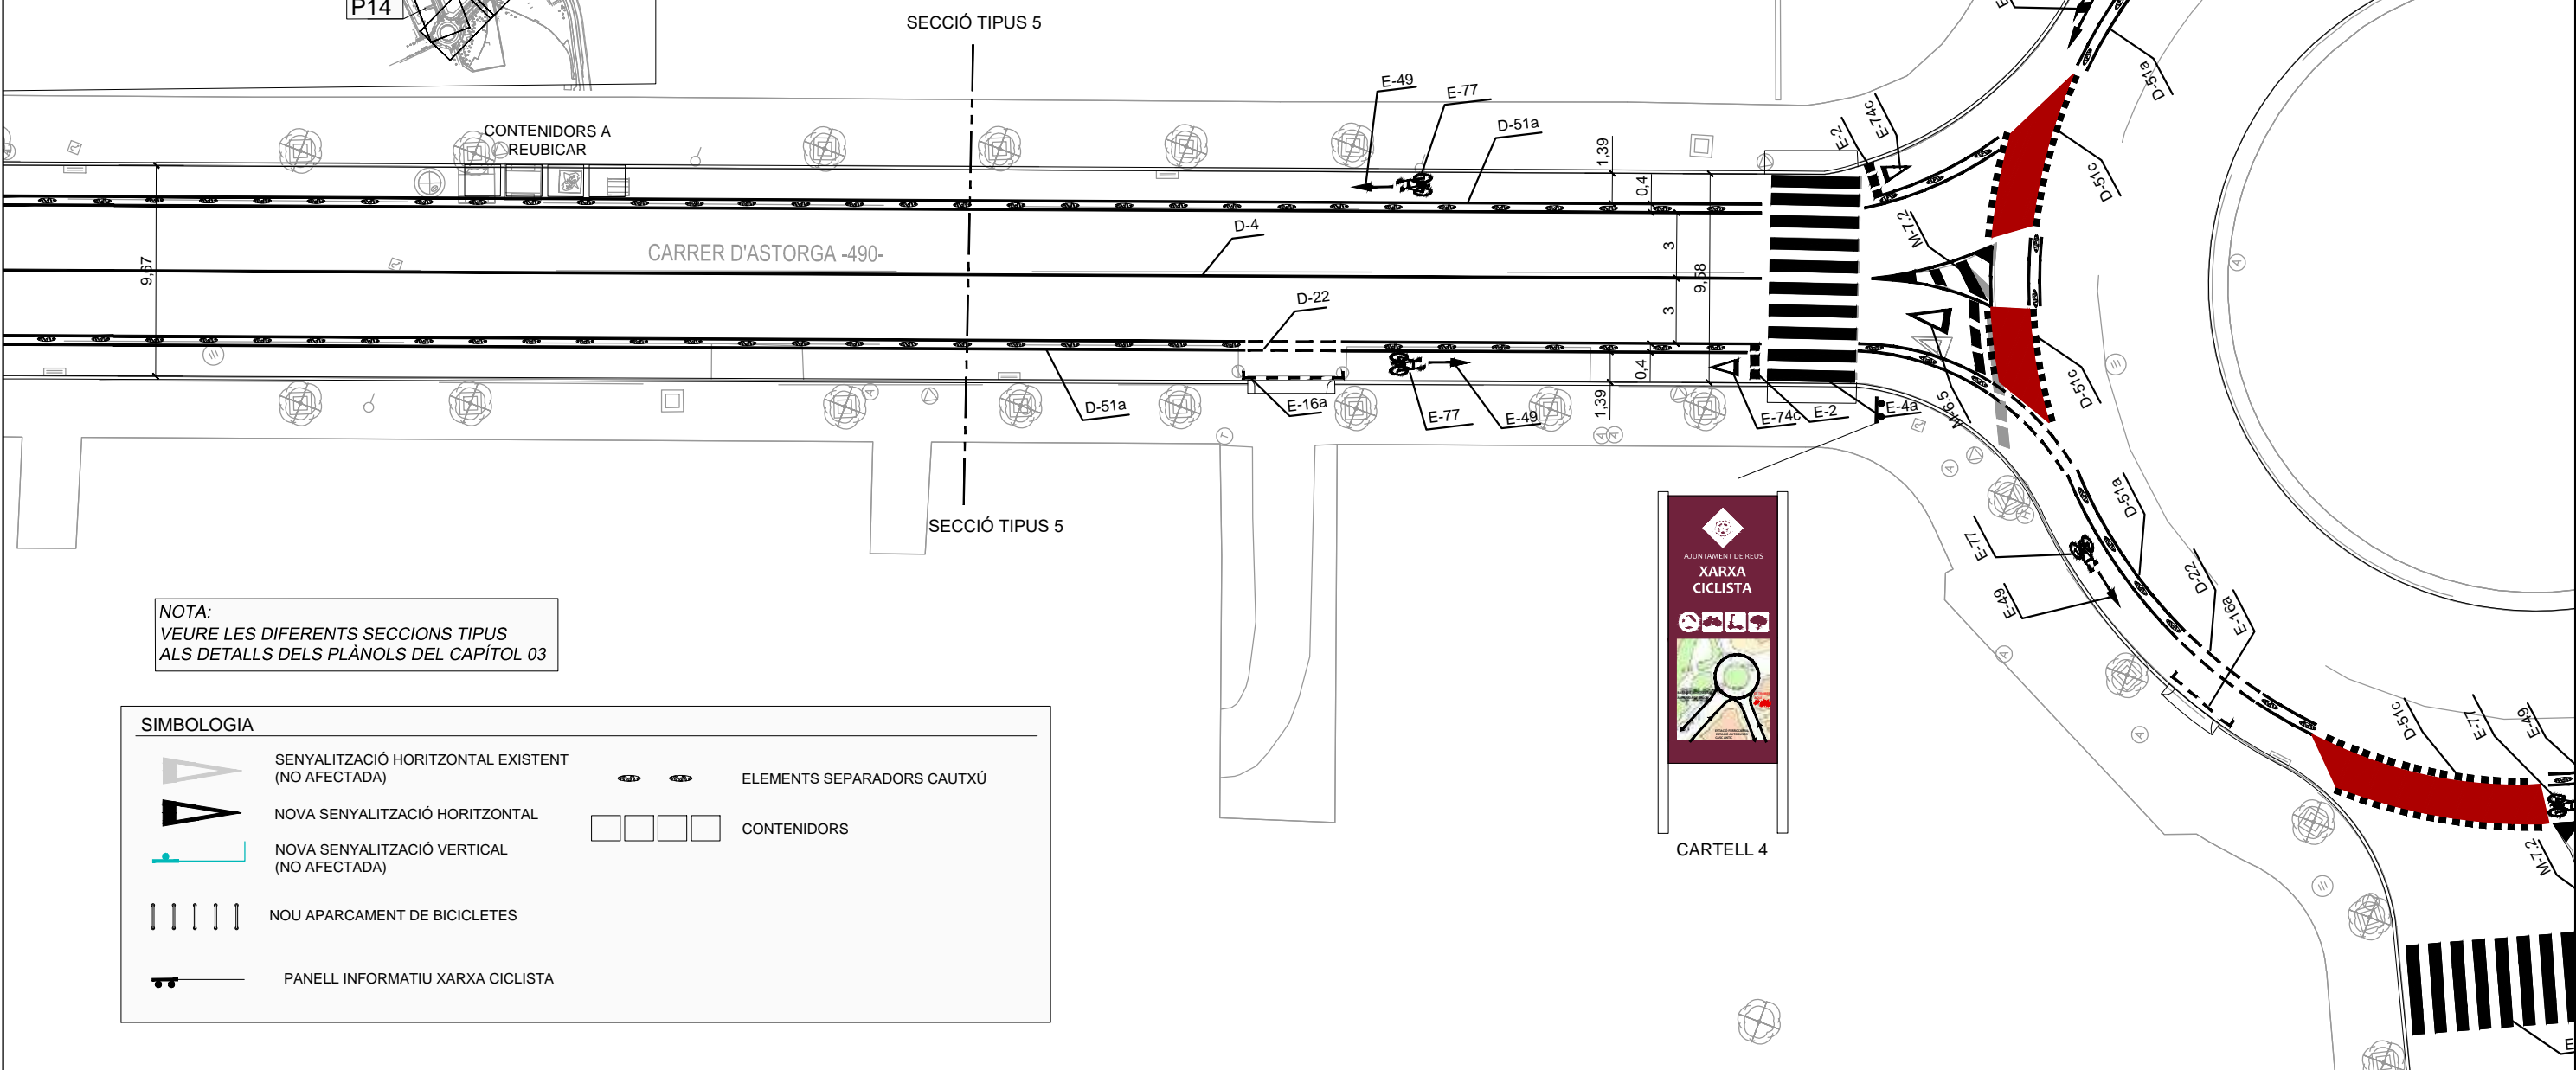 P14
SECCIÓ TIPUS 5
E-49
E-77
D-51a
CONTENIDORS A
REUBICAR
1,39
0,4
E-2
E-74c
D-51a
D-51c
M-7.2
D-4
CARRER D'ASTORGA -490-
9,67
3
9,58
3
D-22
D-51a
E-16a
E-77
E-49
0,4
1,39
E-74c
E-2
E-4a
M-6.5
D-51c
SECCIÓ TIPUS 5
D-51a
E-77
E-49
D-22
E-16a
D-51c
E-77
E-49
M-7.2
E
AJUNTAMENT DE REUS
XARXA
CICLISTA
CARTELL 4
NOTA:
VEURE LES DIFERENTS SECCIONS TIPUS
ALS DETALLS DELS PLÀNOLS DEL CAPÍTOL 03
SIMBOLOGIA
SENYALITZACIÓ HORITZONTAL EXISTENT
(NO AFECTADA)
ELEMENTS SEPARADORS CAUTXÚ
NOVA SENYALITZACIÓ HORITZONTAL
CONTENIDORS
NOVA SENYALITZACIÓ VERTICAL
(NO AFECTADA)
NOU APARCAMENT DE BICICLETES
PANELL INFORMATIU XARXA CICLISTA